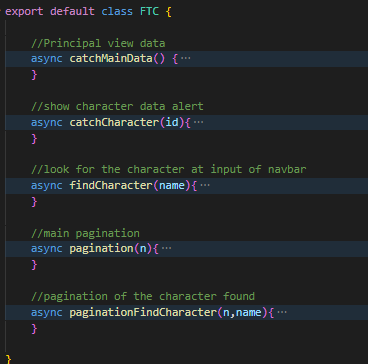 export default class FTC {
//Principal view data
async catchMainData() {···
}
//show character data alert
async catchCharacter(id){···
}
//look for the character at input of navbar
async findCharacter(name){···
}
//main pagination
async pagination(n){···
}
//pagination of the character found
async paginationFindCharacter(n,name){···
}
}